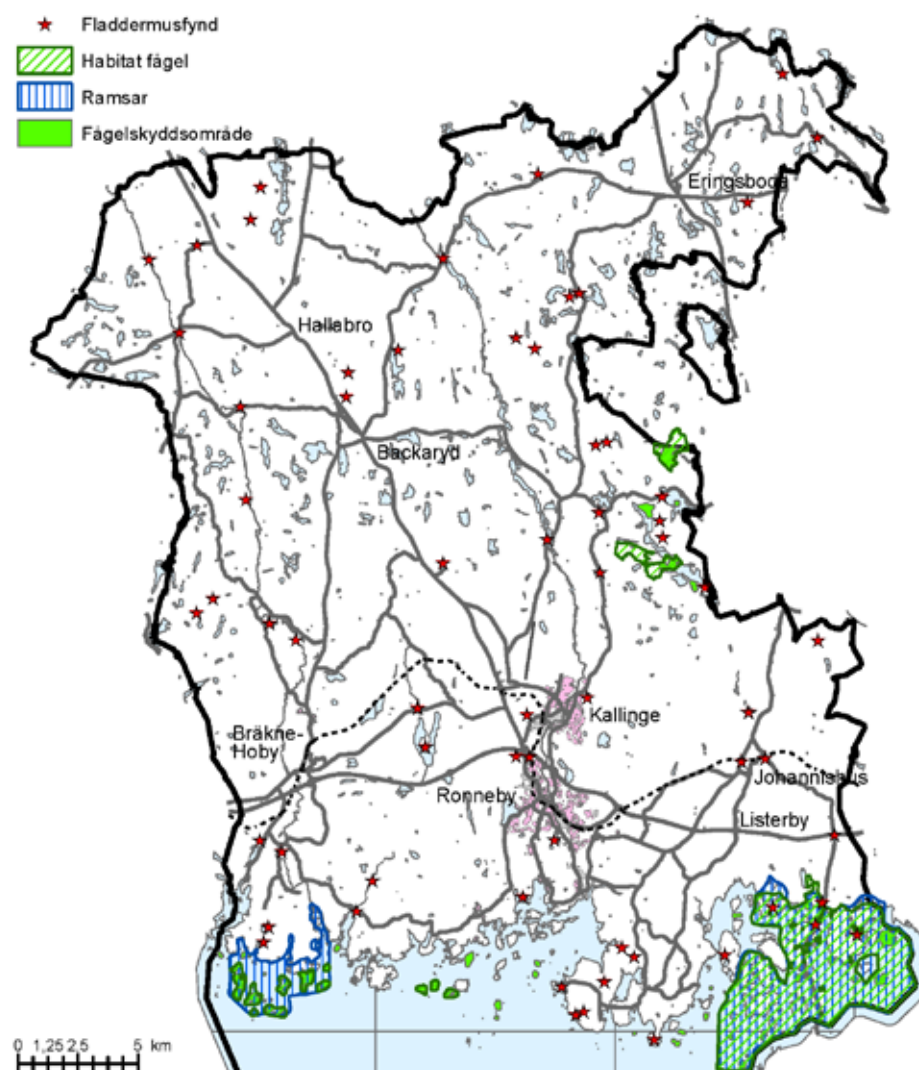 Fladdermusfynd
Habitat fågel
Ramsar
Fågelskyddsområde
Eringsboda
Hallabro
Backaryd
Kallinge
Bräkne-
Hoby
Johannishus
Ronneby
Listerby
0 1,25 2,5 5 km